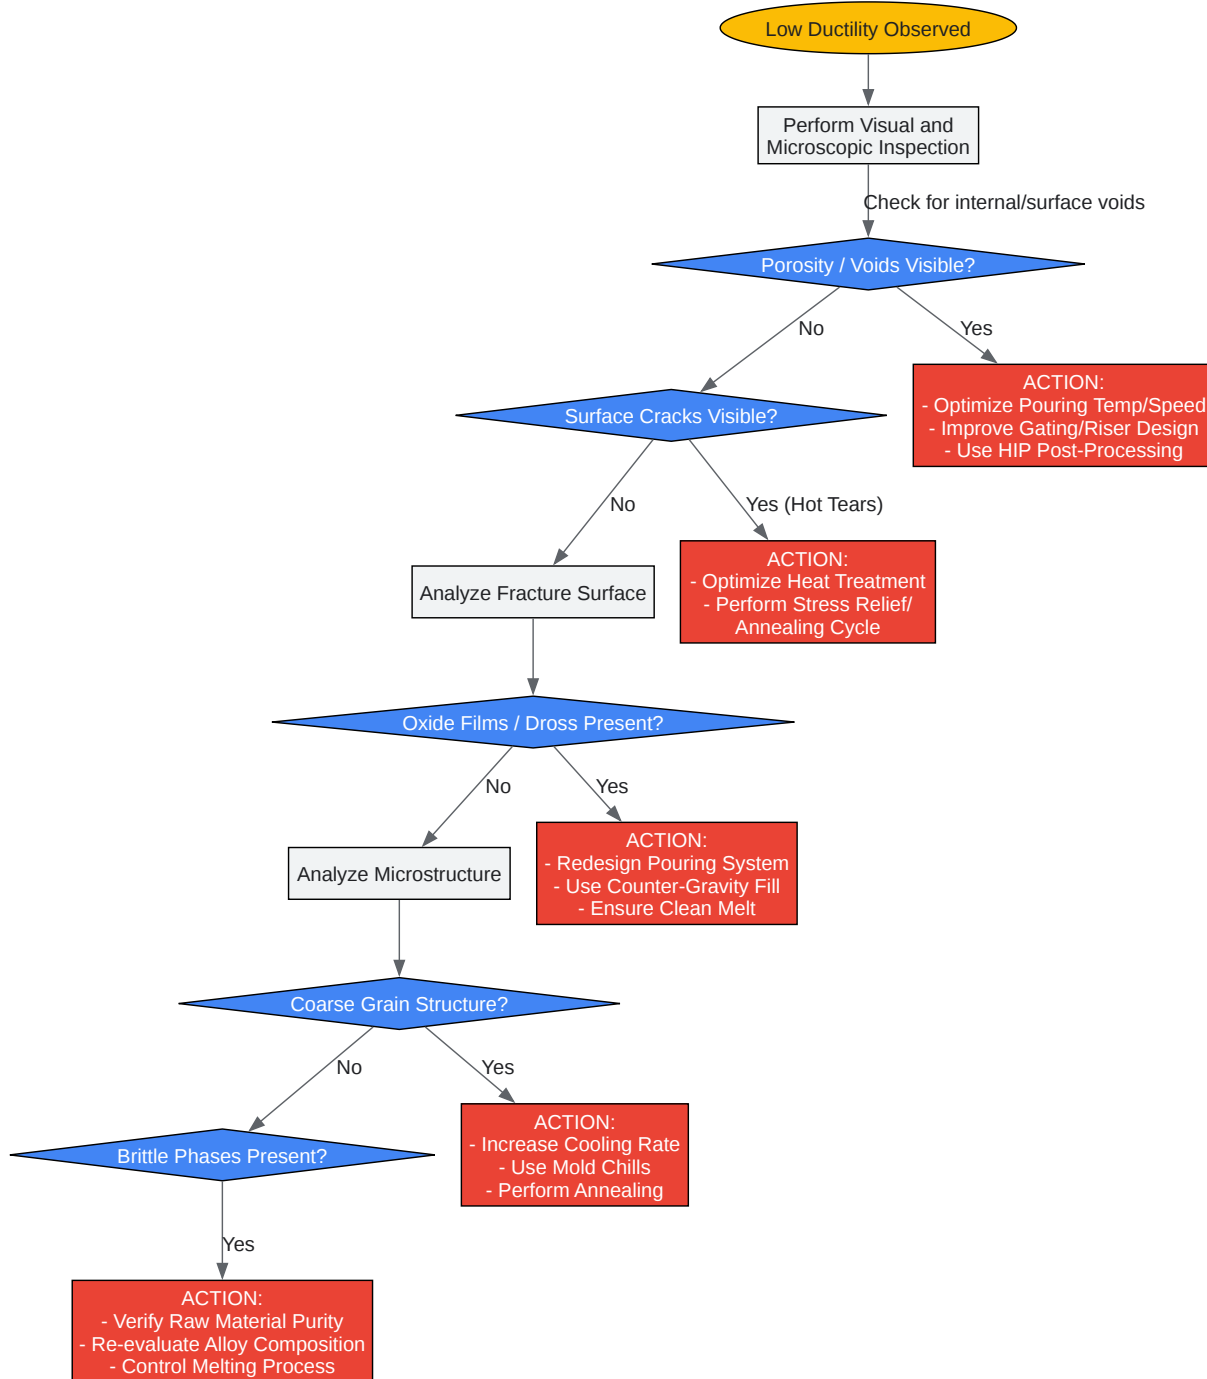 Low Ductility Observed
Perform Visual and
Microscopic Inspection
Check for internal/surface voids
Porosity / Voids Visible?
No
Yes
ACTION:
- Optimize Pouring Temp/Speed
- Improve Gating/Riser Design
- Use HIP Post-Processing
Surface Cracks Visible?
No
Yes (Hot Tears)
ACTION:
- Optimize Heat Treatment
- Perform Stress Relief/
Annealing Cycle
Analyze Fracture Surface
Oxide Films / Dross Present?
No
Yes
ACTION:
- Redesign Pouring System
- Use Counter-Gravity Fill
- Ensure Clean Melt
Analyze Microstructure
Coarse Grain Structure?
No
Yes
ACTION:
- Increase Cooling Rate
- Use Mold Chills
- Perform Annealing
Brittle Phases Present?
Yes
ACTION:
- Verify Raw Material Purity
- Re-evaluate Alloy Composition
- Control Melting Process